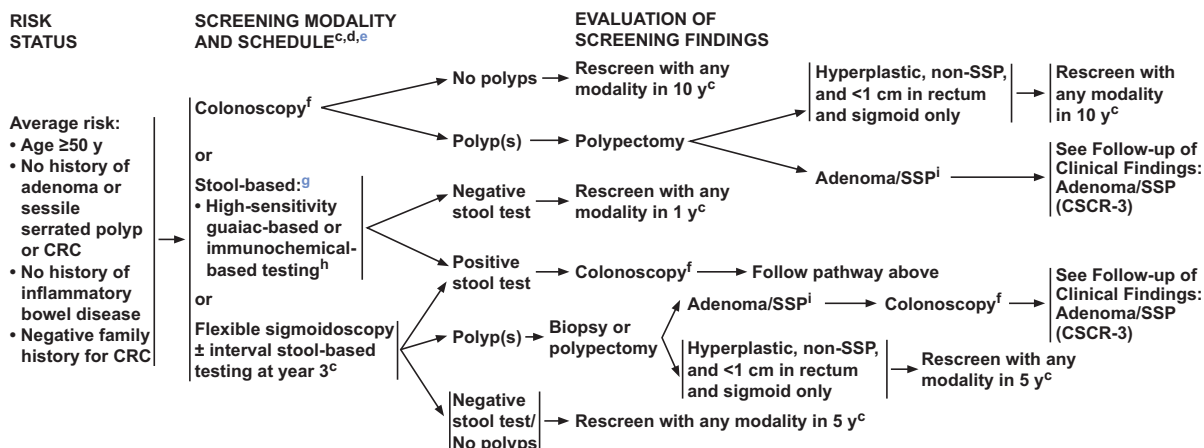 RISK
STATUS
SCREENING MODALITY
AND SCHEDULEc,d,e
EVALUATION OF
SCREENING FINDINGS
Average risk:
• Age ≥50 y
• No history of
adenoma or
sessile
serrated polyp
or CRC
• No history of
inflammatory
bowel disease
• Negative family
history for CRC
Colonoscopyf
or
Stool-based:g
• High-sensitivity
guaiac-based or
immunochemical-
based testingh
or
Flexible sigmoidoscopy
± interval stool-based
testing at year 3c
No polyps
Rescreen with any
modality in 10 yc
Polyp(s)
Polypectomy
Hyperplastic, non-SSP,
and <1 cm in rectum
and sigmoid only
Rescreen with
any modality
in 10 yc
Adenoma/SSPi
See Follow-up of
Clinical Findings:
Adenoma/SSP
(CSCR-3)
Negative
stool test
Rescreen with any
modality in 1 yc
Positive
stool test
Colonoscopyf
Follow pathway above
Polyp(s)
Biopsy or
polypectomy
Adenoma/SSPi
Colonoscopyf
See Follow-up of
Clinical Findings:
Adenoma/SSP
(CSCR-3)
Hyperplastic, non-SSP,
and <1 cm in rectum
and sigmoid only
Rescreen with any
modality in 5 yc
Negative
stool test/
No polyps
Rescreen with any modality in 5 yc